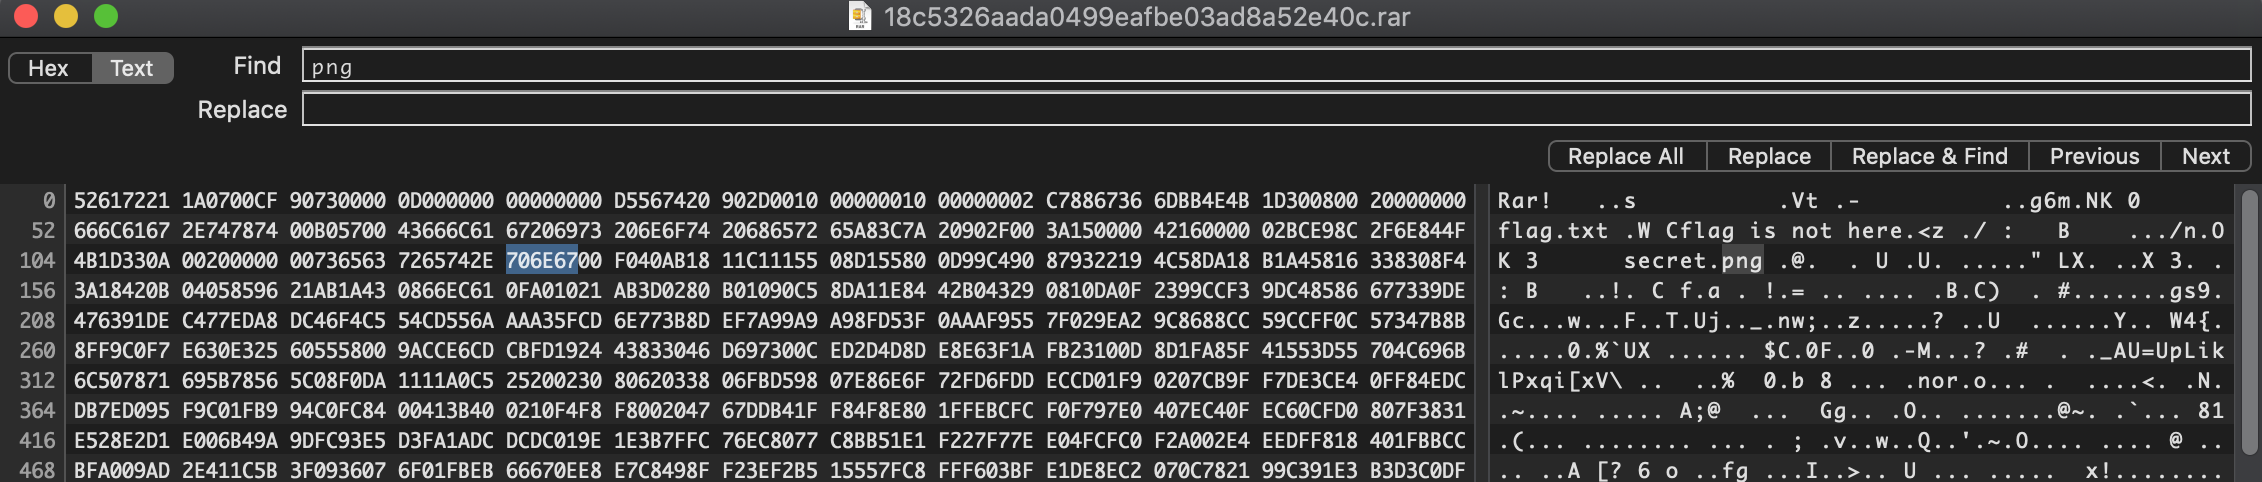 18c5326aada0499eafbe03ad8a52e40c.rar
Hex Text Find png
Replace
Replace All Replace Replace & Find Previous Next
0 52617221 1A0700CF 90730000 0D000000 00000000 D5567420 902D0010 00000010 00000002 C7886736 6DBB4E4B 1D300800 20000000 Rar! ..s .Vt .- ..g6m.NK 0
52 666C6167 2E747874 00B05700 43666C61 67206973 206E6F74 20686572 65A83C7A 20902F00 3A150000 42160000 02BCE98C 2F6E844F flag.txt .W Cflag is not here.<z ./ : B .../n.O
104 4B1D330A 00200000 00736563 7265742E 706E6700 F040AB18 11C11155 08D15580 0D99C490 87932219 4C58DA18 B1A45816 338308F4 K 3 secret.png .@. . U .U. ....." LX. ..X 3. .
156 3A18420B 04058596 21AB1A43 0866EC61 0FA01021 AB3D0280 B01090C5 8DA11E84 42B04329 0810DA0F 2399CCF3 9DC48586 677339DE : B ..!. C f.a . !.= .. .... .B.C) . #.......gs9.
208 476391DE C477EDA8 DC46F4C5 54CD556A AAAA35FCD 6E773B8D EF7A99A9 A98FD53F 0AAAF955 7F029EA2 9C8688CC 59CCFF0C 57347B8B Gc...w...F..T.Uj.._.nw;..z.....? ..U ......Y.. W4{.
260 8FF9C0F7 E630E325 60555800 9ACCE6CD CBFD1924 43833046 D697300C ED2D4D8D E8E63F1A FB23100D 8D1FA85F 41553D55 704C696B .....0.%`UX ...... $C.0F..0 .-M...? .# . ._AU=UpLik
312 6C507871 695B7856 5C08F0DA 1111A0C5 25200230 80620338 06FBD598 07E86E6F 72FD6FDD ECCD01F9 0207CB9F F7DE3CE4 0FF84EDC lPxqi[xV\ .. ..% 0.b 8 ... .nor.o... . ....<. .N.
364 DB7ED095 F9C01FB9 94C0FC84 00413B40 0210F4F8 F8002047 67DDB41F FF84F8E80 1FFEBCFC F0F797E0 407EC40F EC60CFD0 807F3831 .~.... ..... A;@ ... Gg.. .O.. .......@~. .`... 81
416 E528E2D1 E006B49A 9DFC93E5 D3FA1ADC DCDC019E 1E3B7FFC 76EC8077 C8BB51E1 F227F77E E04FCFC0 F2A002E4 EEDFF818 401FBBCC .(... ........ ... . ; .v..w..Q..'.~.O.... .... @ ..
468 BFA009AD 2E411C5B 3F093607 6F01FBEB 66670EE8 E7C8498F F23EF2B5 15557FC8 FFF603BF E1DE8EC2 070C7821 99C391E3 B3D3C0DF .. ..A [? 6 o ..fg ...I..>.. U ... ... x!........